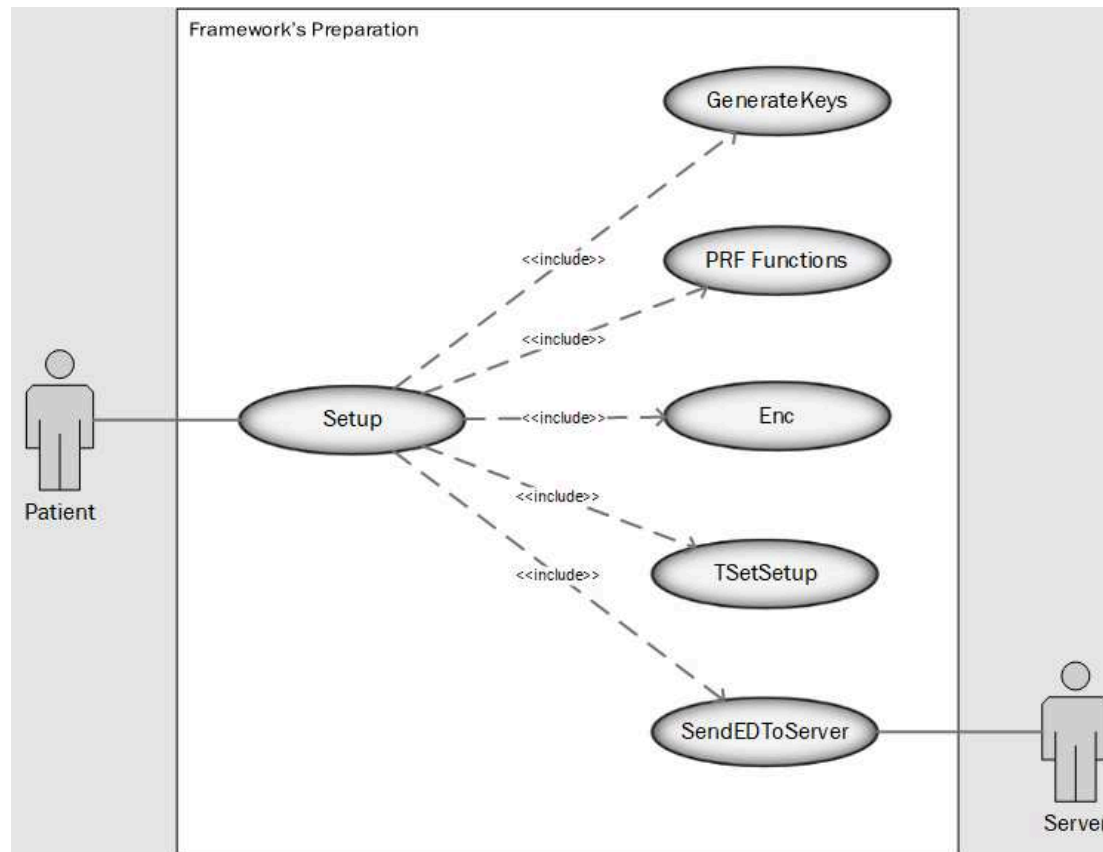 Framework's Preparation
GenerateKeys
<<include>>
PRF Functions
<<include>>
Setup
<<include>>
Enc
Patient
<<include>>
TSetSetup
<<include>>
SendEDToServer
Server